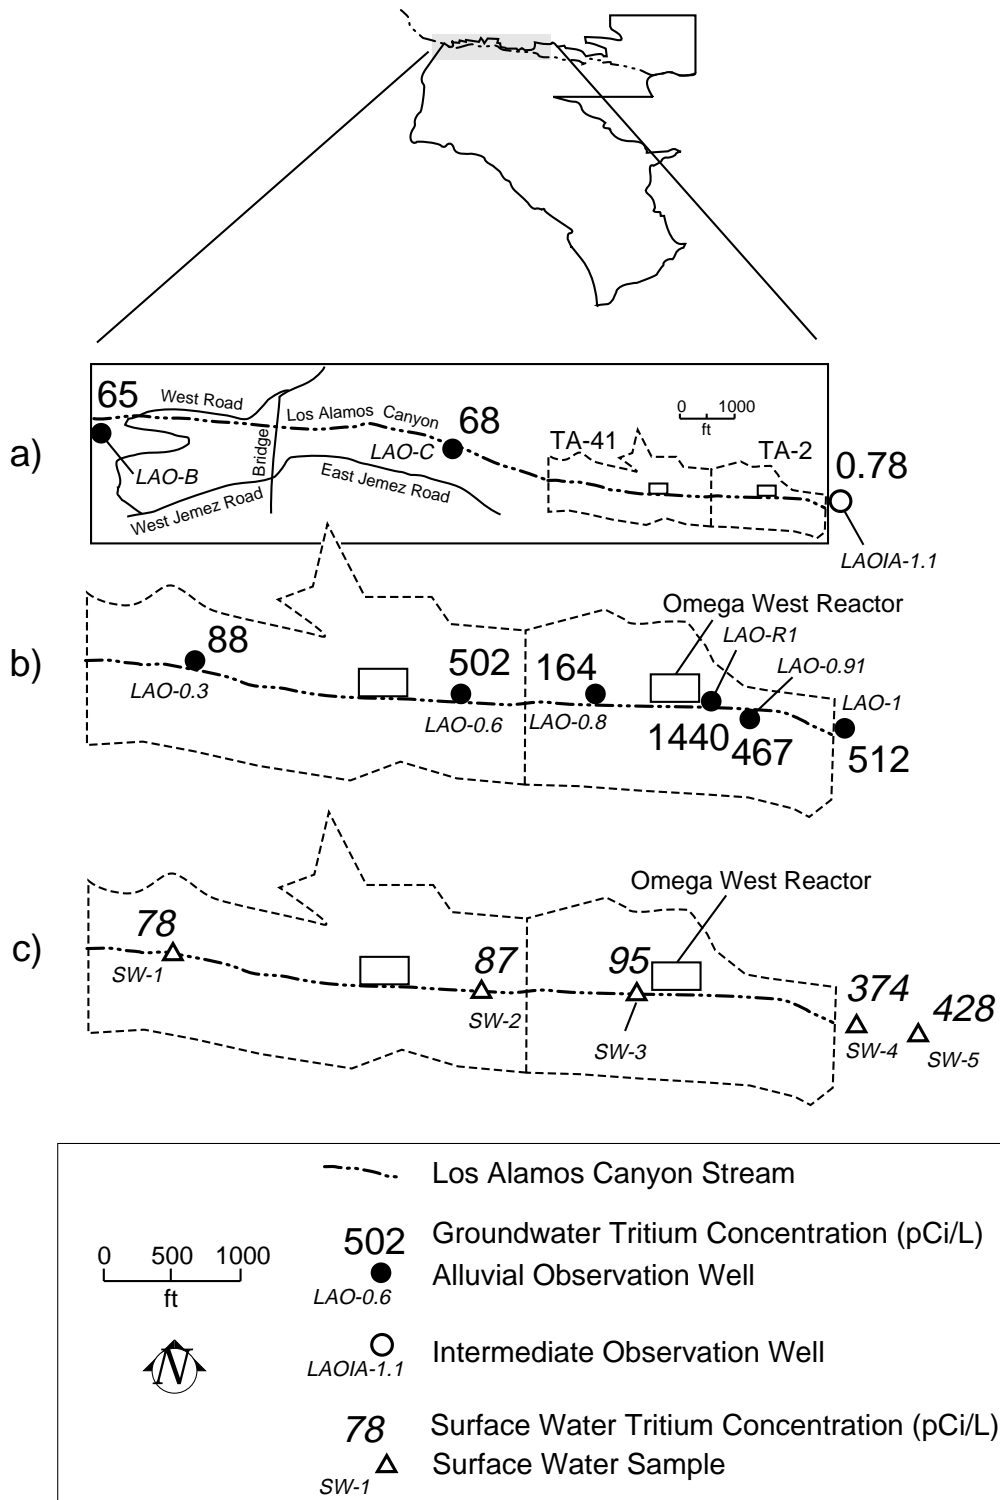 a)
65
West Road
Los Alamos Canyon
68
LAO-B
Bridge
LAO-C
West Jemez Road
East Jemez Road
0 1000
ft
TA-41
TA-2
0.78
LAOIA-1.1
b)
88
LAO-0.3
502
LAO-0.6
164
LAO-0.8
Omega West Reactor
LAO-R1
LAO-0.91
LAO-1
1440
467
512
c)
78
SW-1
87
SW-2
95
SW-3
Omega West Reactor
374
SW-4
428
SW-5
Los Alamos Canyon Stream
0 500 1000
ft
N
502
Groundwater Tritium Concentration (pCi/L)
LAO-0.6
Alluvial Observation Well
LAOIA-1.1
Intermediate Observation Well
78
Surface Water Tritium Concentration (pCi/L)
SW-1
Surface Water Sample